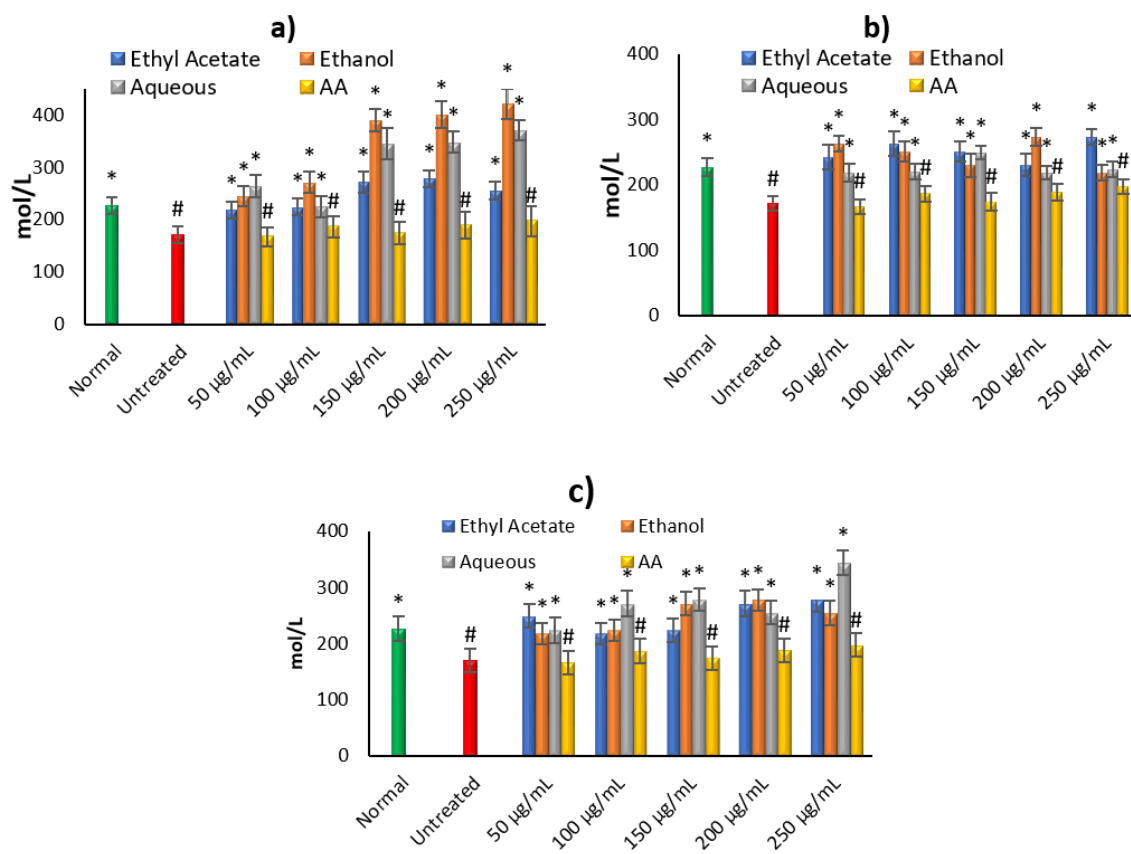 a)
Ethyl Acetate Ethanol
Aqueous AA
* * * * * * * * * * * * * * * *
# # # # # #
mol/L
400
300
200
100
0
Normal Untreated 50 µg/mL 100 µg/mL 150 µg/mL 200 µg/mL 250 µg/mL
b)
Ethyl Acetate Ethanol
Aqueous AA
* * * * * * * * * * * * * * * *
# # # # # #
mol/L
400
300
200
100
0
Normal Untreated 50 µg/mL 100 µg/mL 150 µg/mL 200 µg/mL 250 µg/mL
c)
Ethyl Acetate Ethanol
Aqueous AA
* * * * * * * * * * * * * * * *
# # # # # #
mol/L
400
300
200
100
0
Normal Untreated 50 µg/mL 100 µg/mL 150 µg/mL 200 µg/mL 250 µg/mL